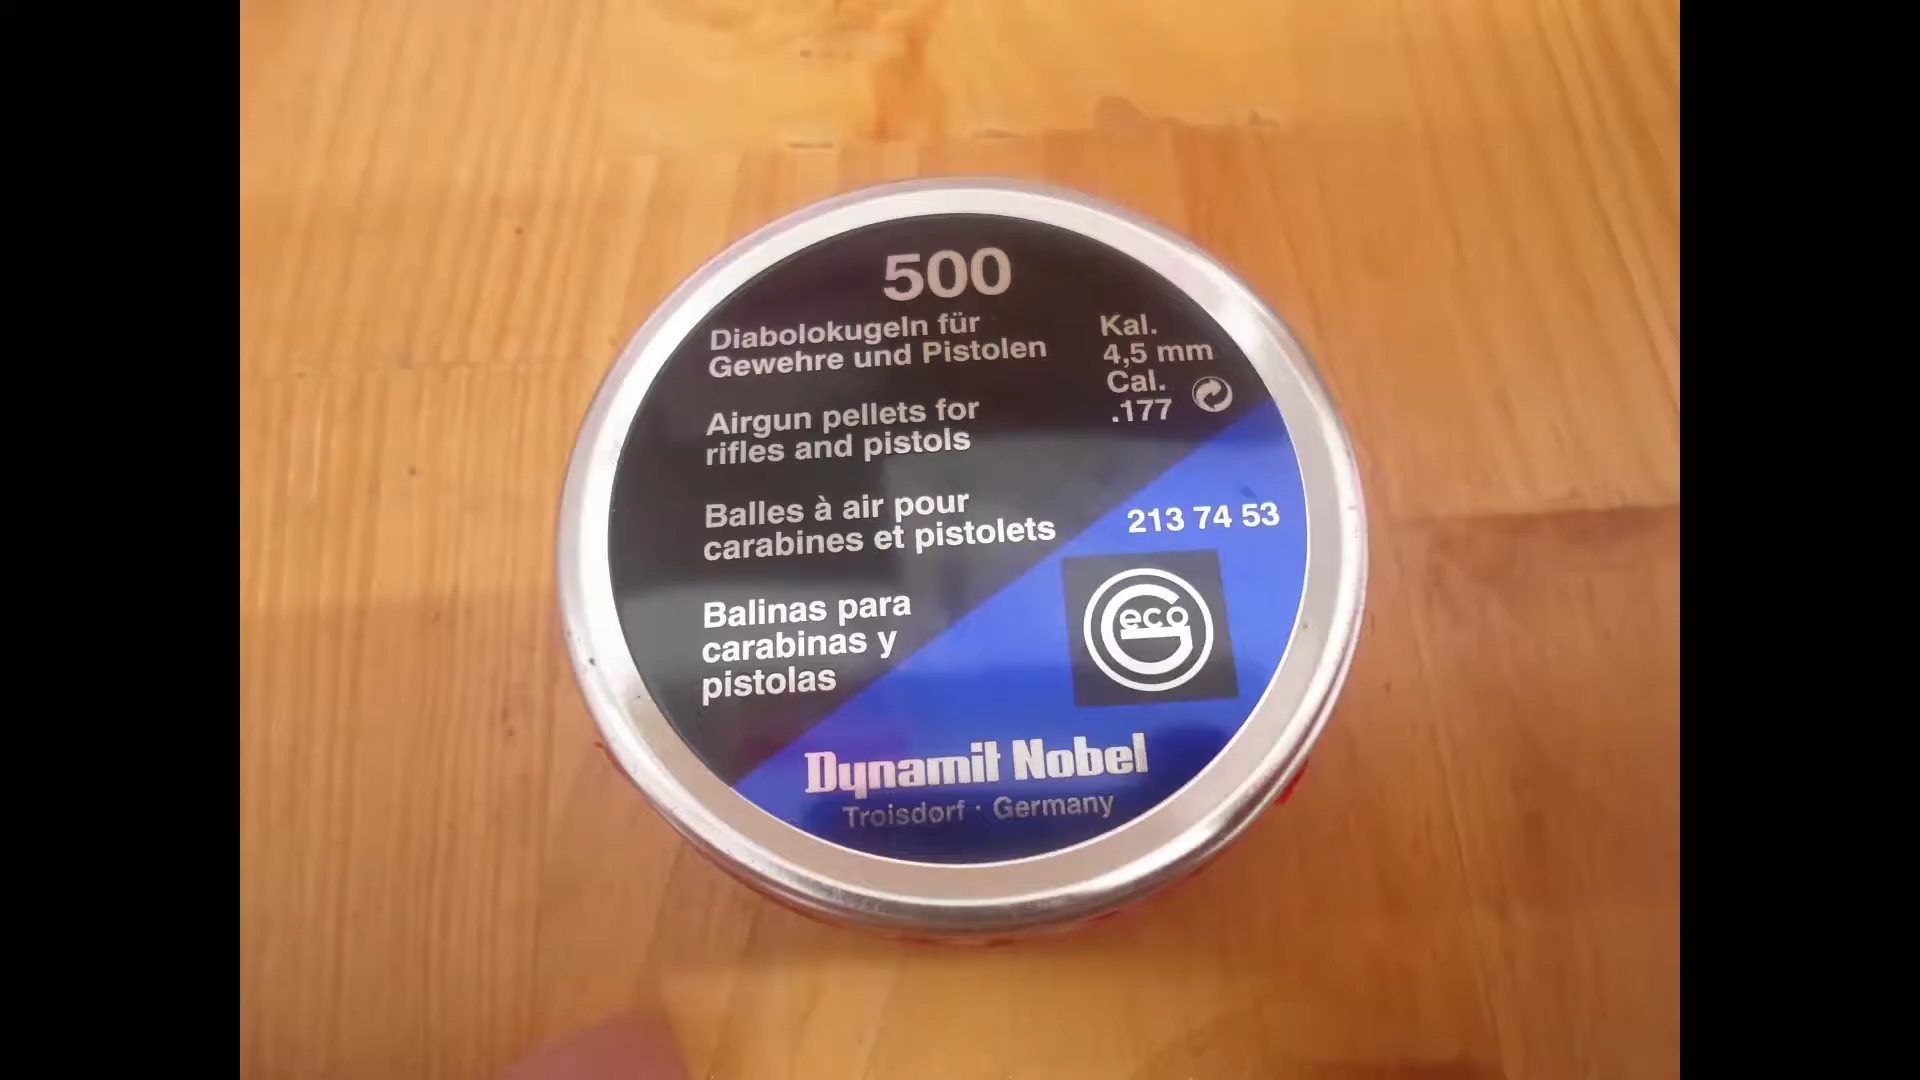 500
Diabolokugeln für
Gewehre und Pistolen
Kal.
4,5 mm
Cal.
.177
Airgun pellets for
rifles and pistols
Balles à air pour
carabines et pistolets
213 74 53
Balinas para
carabinas y
pistolas
Geco
Dynamit Nobel
Troisdorf · Germany